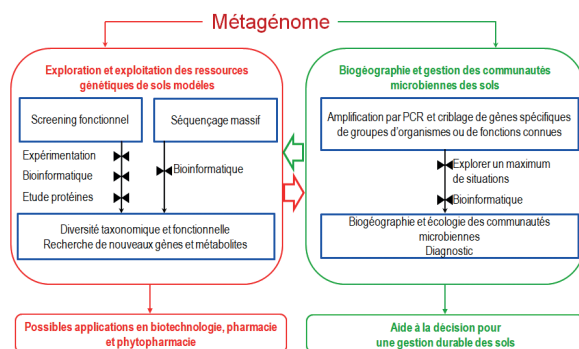 Métagénome
Exploration et exploitation des ressources
génétiques de sols modèles
Screening fonctionnel
Séquençage massif
Expérimentation
Bioinformatique
Etude protéines
Bioinformatique
Diversité taxonomique et fonctionnelle
Recherche de nouveaux gènes et métabolites
Possibles applications en biotechnologie, pharmacie
et phytopharmacie
Biogéographie et gestion des communautés
microbiennes des sols
Amplification par PCR et criblage de gènes spécifiques
de groupes d'organismes ou de fonctions connues
Explorer un maximum
de situations
Bioinformatique
Biogéographie et écologie des communautés
microbiennes
Diagnostic
Aide à la décision pour
une gestion durable des sols